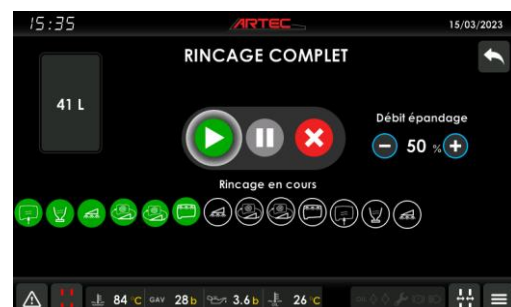 15:35
ARTEC
15/03/2023
RINCAGE COMPLET
41 L
Débit épandage
50 %
Rincage en cours
84 °C GAV 28 b 3.6 b 26 °C